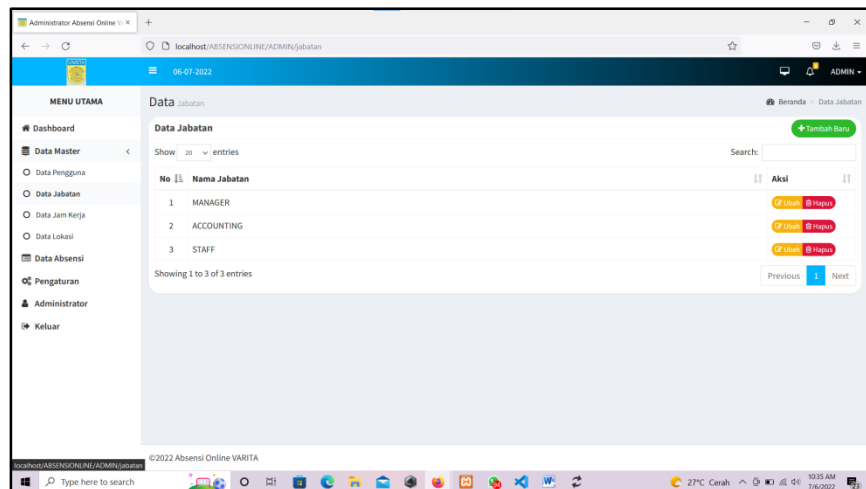 Administrator Absensi Online V
localhost/ABSENSIONLINE/ADMIN/jabatan
VARITA
06-07-2022
ADMIN
MENU UTAMA
Dashboard
Data Master
Data Pengguna
Data Jabatan
Data Jam Kerja
Data Lokasi
Data Absensi
Pengaturan
Administrator
Keluar
Data Jabatan
Beranda Data Jabatan
Data Jabatan
+Tambah Baru
Show 20 entries
Search:
No Nama Jabatan Aksi
1 MANAGER Ubah Hapus
2 ACCOUNTING Ubah Hapus
3 STAFF Ubah Hapus
Showing 1 to 3 of 3 entries
Previous 1 Next
©2022 Absensi Online VARITA
localhost/ABSENSIONLINE/ADMIN/jabatan
Type here to search
27°C Cerah
10:35 AM
7/6/2022